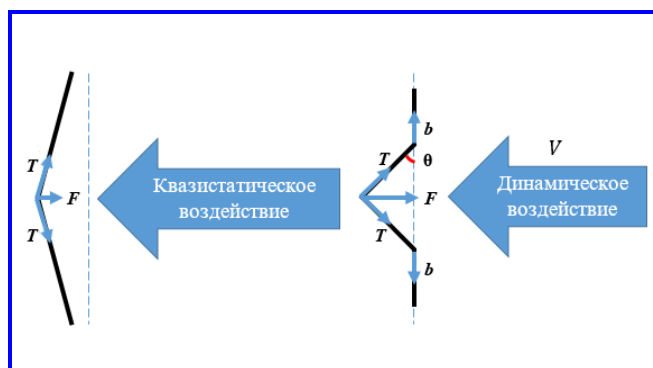 T
F
T
Квазистатическое
воздействие
b
T
θ
F
T
b
V
Динамическое
воздействие